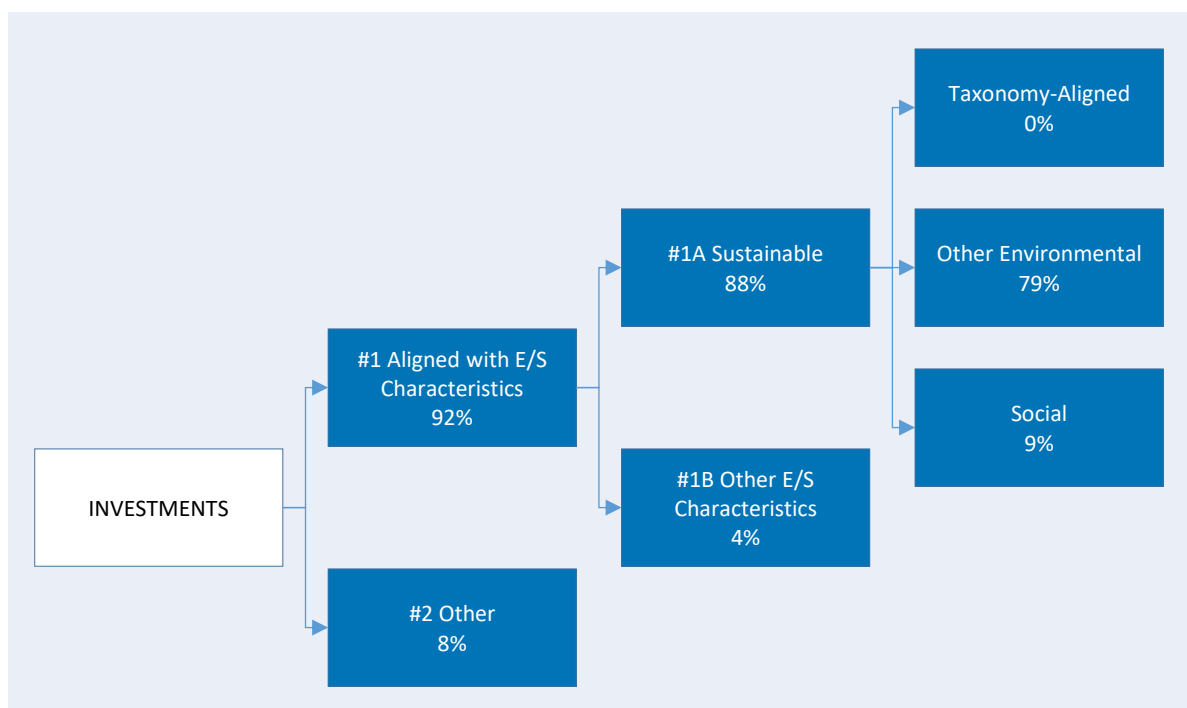 Taxonomy-Aligned
0%
#1A Sustainable
88%
Other Environmental
79%
#1 Aligned with E/S
Characteristics
92%
Social
9%
INVESTMENTS
#1B Other E/S
Characteristics
4%
#2 Other
8%